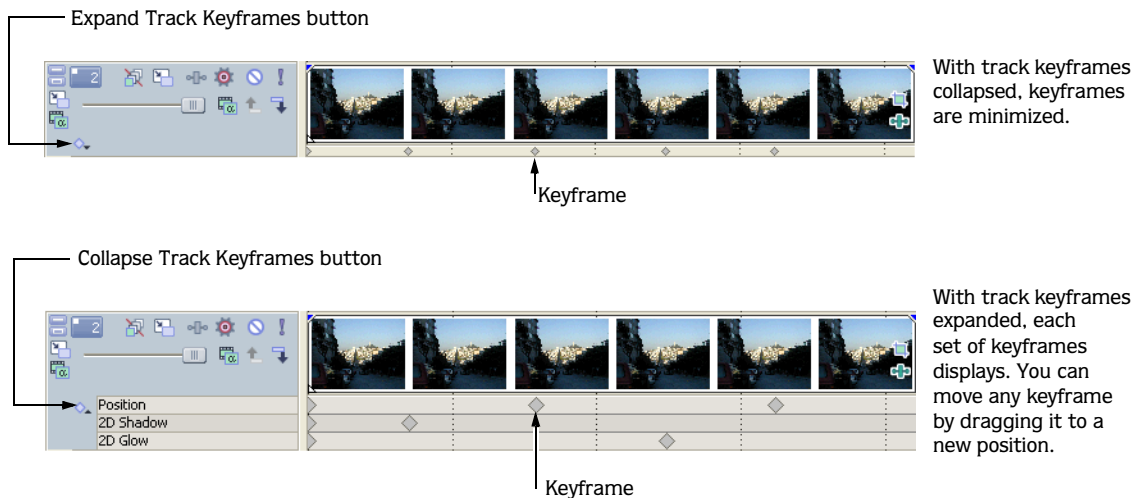 Expand Track Keyframes button
2
With track keyframes
collapsed, keyframes
are minimized.
Keyframe
Collapse Track Keyframes button
2
With track keyframes
expanded, each
set of keyframes
displays. You can
move any keyframe
by dragging it to a
new position.
Position
2D Shadow
2D Glow
Keyframe